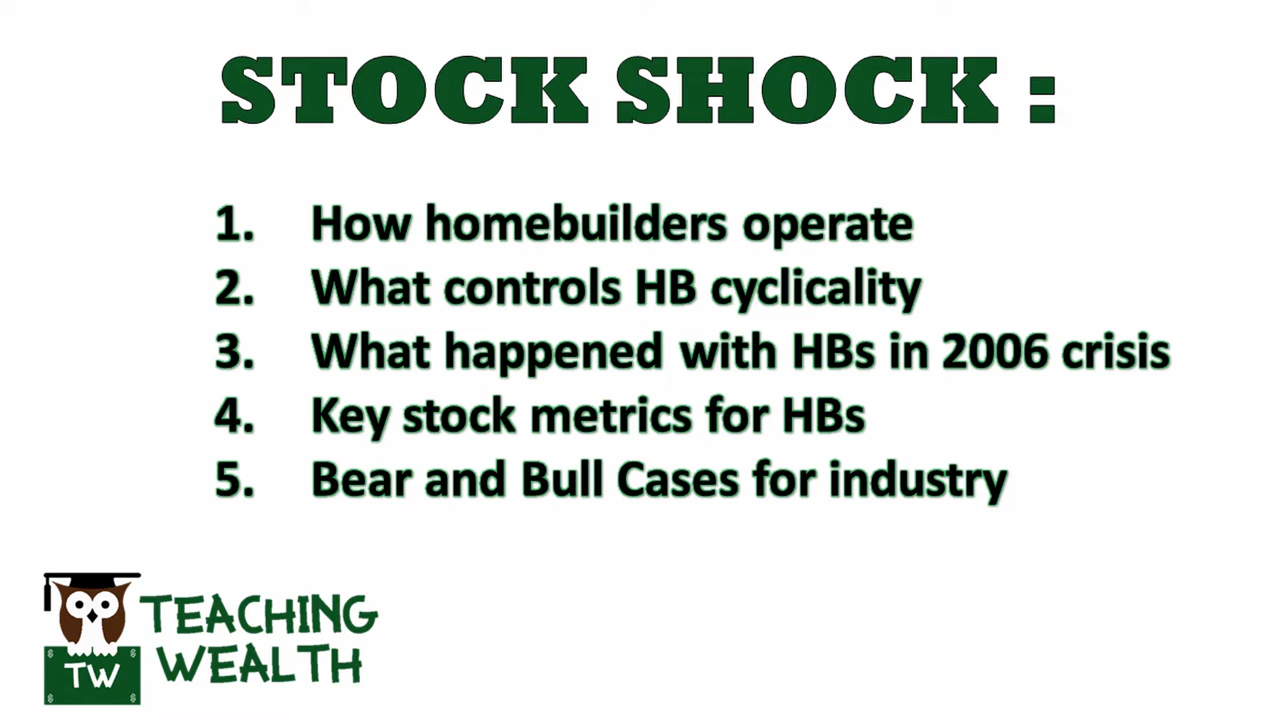 STOCK SHOCK :
1. How homebuilders operate
2. What controls HB cyclicality
3. What happened with HBs in 2006 crisis
4. Key stock metrics for HBs
5. Bear and Bull Cases for industry
TEACHING
WEALTH
TW